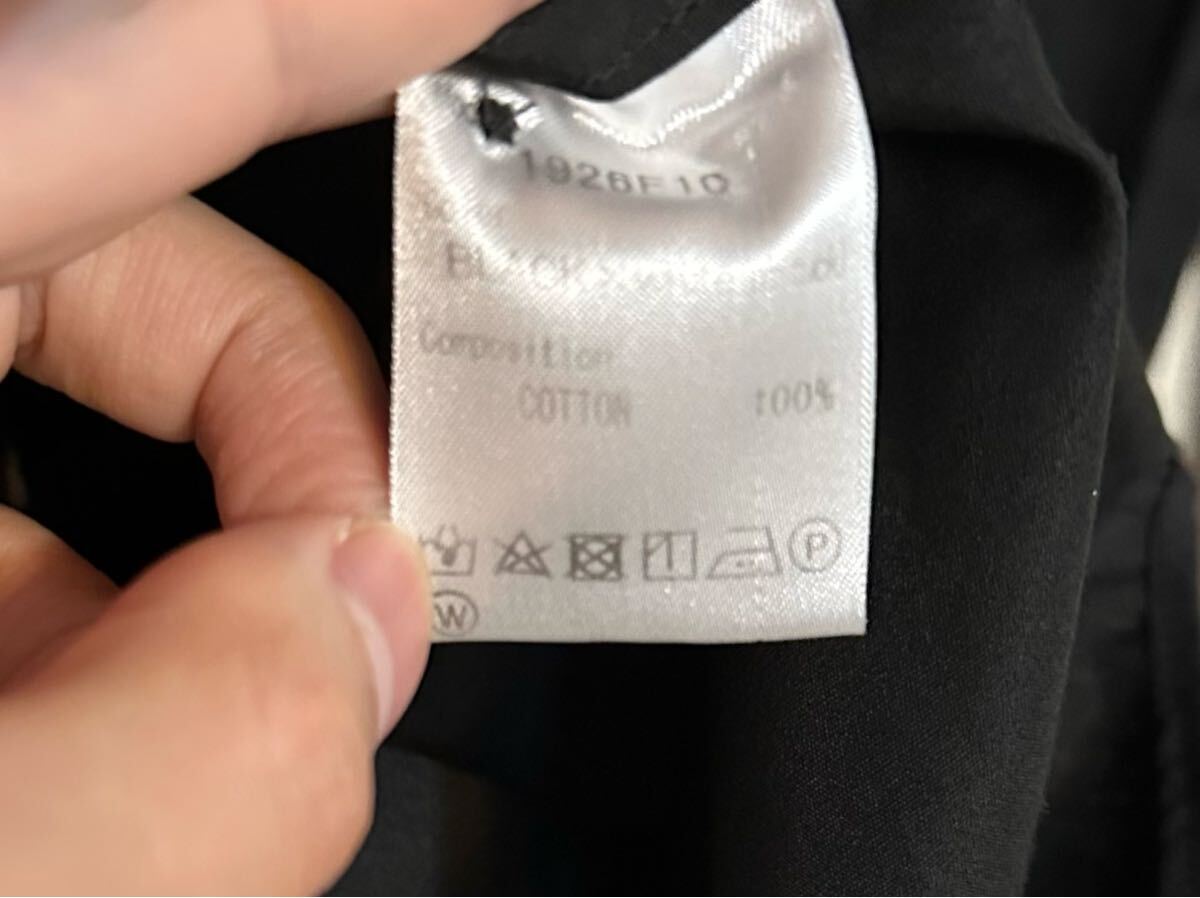 1926F10
Composition
COTTON 100%
P
W